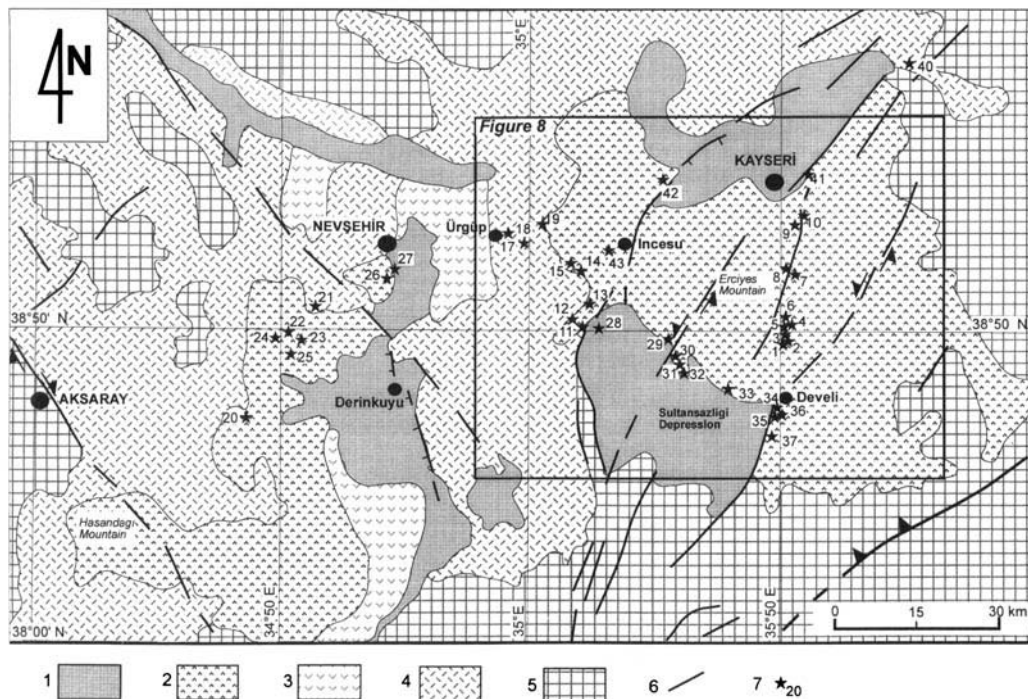 N
35°E
40
Figure 8
KAYSERİ
41
42
10
9
19
NEVŞEHİR
Ürgüp
18
17
İncesu
43
14
15
27
26
8
7
Erciyes
Mountain
13
21
12
6
38°50' N
22
5
4
38°50' N
24
23
11
28
29
3
2
1
25
30
31
32
AKSARAY
Derinkuyu
33
34
Develi
20
Sultansazligi
Depression
35
36
37
Hasandagi
Mountain
38°00' N
34°50' E
35°E
35°50' E
0 15 30 km
1 2 3 4 5 6 7 20